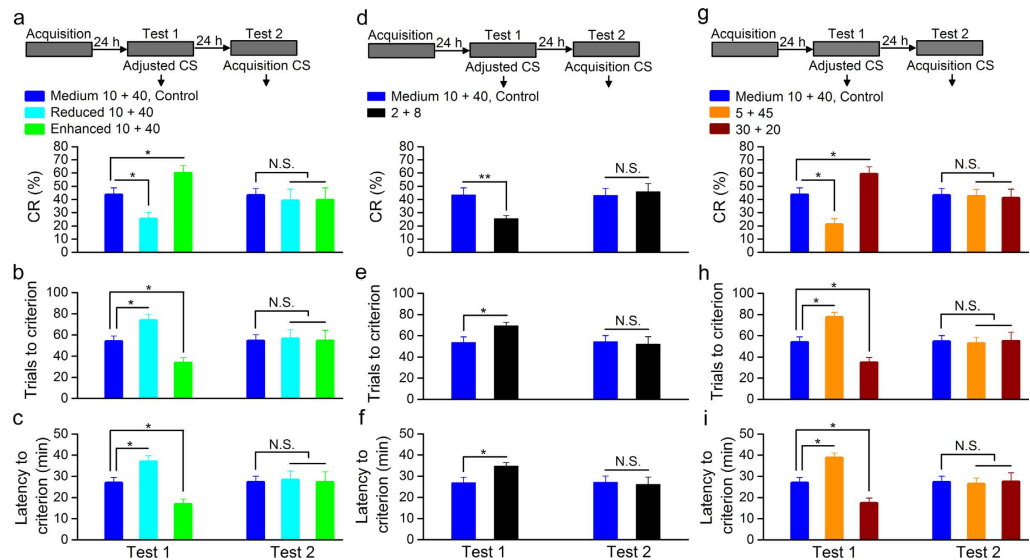 a
Acquisition
24 h
Test 1
24 h
Test 2
Adjusted CS
Acquisition CS
Medium 10 + 40, Control
Reduced 10 + 40
Enhanced 10 + 40
CR (%)
80
70
60
50
40
30
20
10
0
*
*
N.S.
b
Trials to criterion
100
80
60
40
20
0
*
*
N.S.
c
Latency to
criterion (min)
50
40
30
20
10
0
*
*
N.S.
Test 1
Test 2
d
Acquisition
24 h
Test 1
24 h
Test 2
Adjusted CS
Acquisition CS
Medium 10 + 40, Control
2 + 8
CR (%)
80
70
60
50
40
30
20
10
0
**
N.S.
e
Trials to criterion
100
80
60
40
20
0
*
N.S.
f
Latency to
criterion (min)
50
40
30
20
10
0
*
N.S.
Test 1
Test 2
g
Acquisition
24 h
Test 1
24 h
Test 2
Adjusted CS
Acquisition CS
Medium 10 + 40, Control
5 + 45
30 + 20
CR (%)
80
70
60
50
40
30
20
10
0
*
*
N.S.
h
Trials to criterion
100
80
60
40
20
0
*
*
N.S.
i
Latency to
criterion (min)
50
40
30
20
10
0
*
*
N.S.
Test 1
Test 2